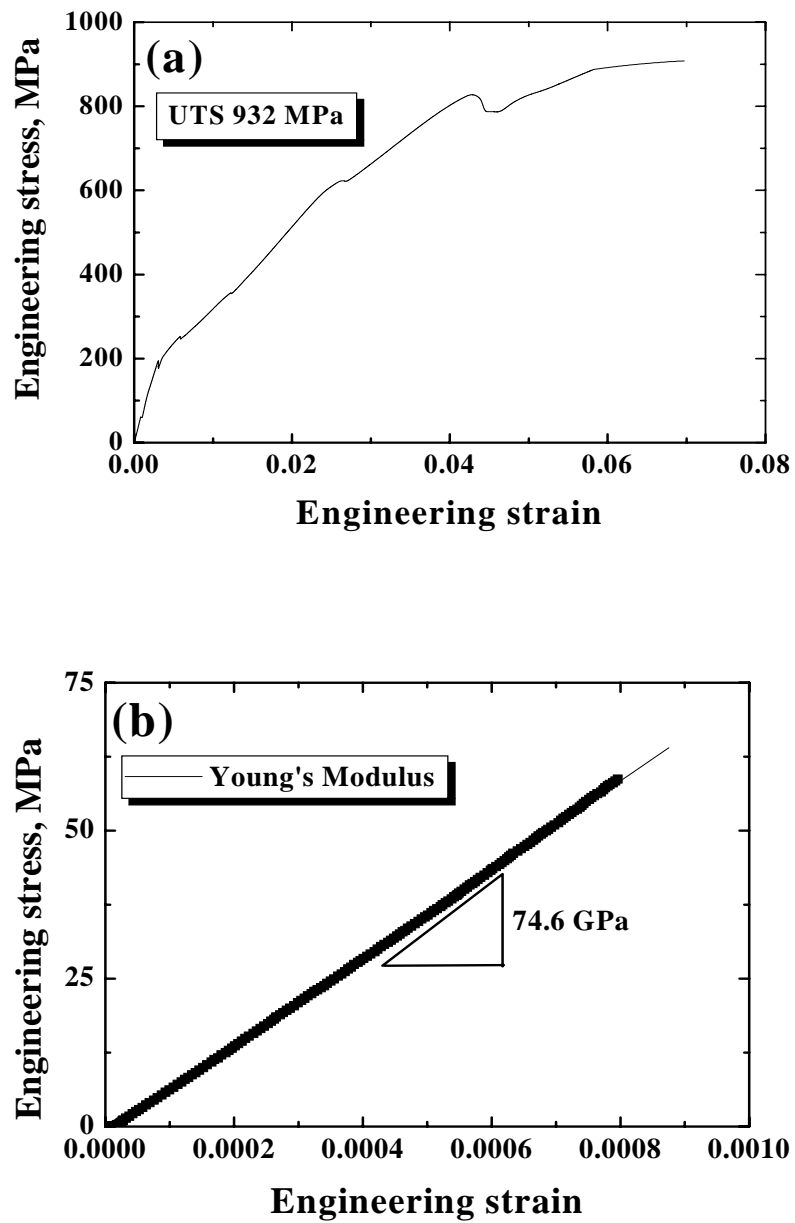 1000
(a)
UTS 932 MPa
800
600
400
200
0
Engineering stress, MPa
0.00 0.02 0.04 0.06 0.08
Engineering strain
75
(b)
Young's Modulus
50
74.6 GPa
25
0
Engineering stress, MPa
0.0000 0.0002 0.0004 0.0006 0.0008 0.0010
Engineering strain